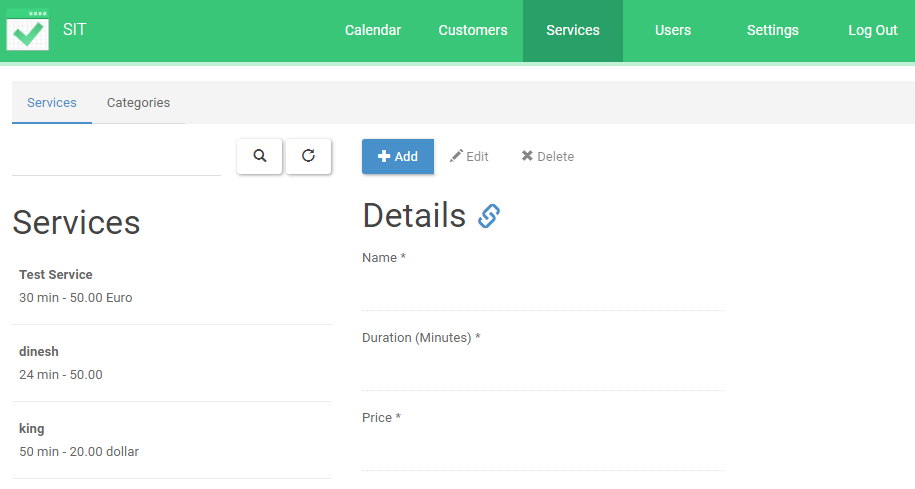 SIT
Calendar Customers Services Users Settings Log Out
Services Categories
Add Edit Delete
Services
Test Service
30 min - 50.00 Euro
dinesh
24 min - 50.00
king
50 min - 20.00 dollar
Details
Name *
Duration (Minutes) *
Price *